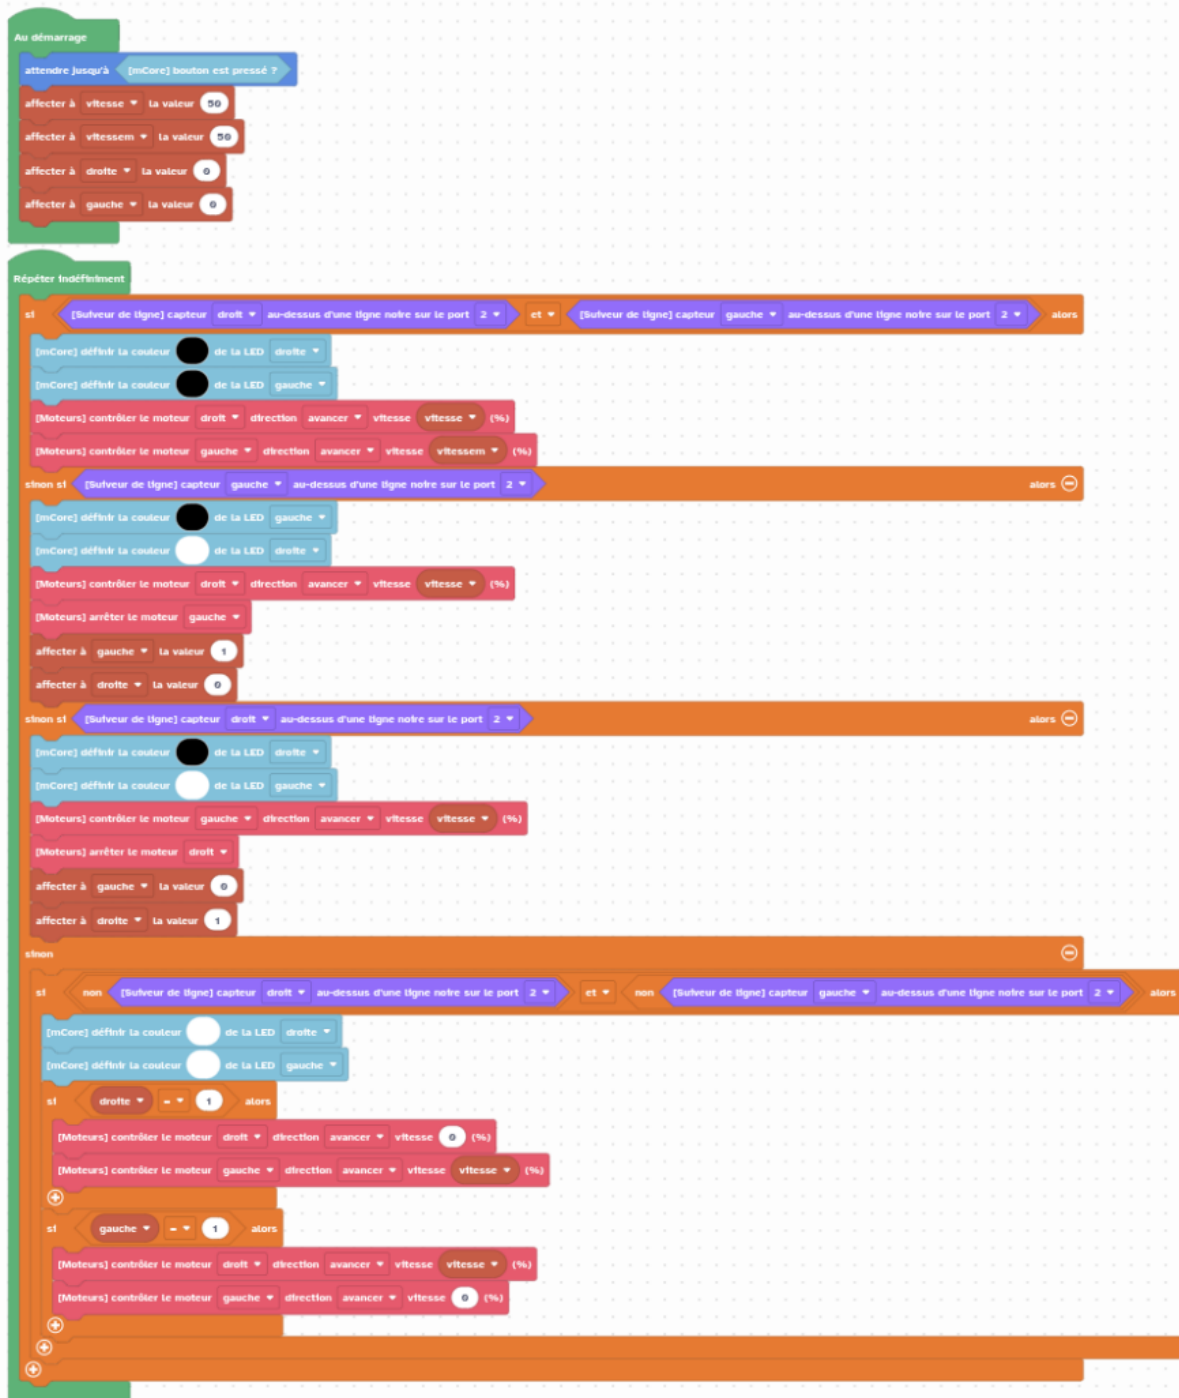 Au démarrage
attendre jusqu'à [mCore] bouton est pressé ?
affecter à vitesse la valeur 50
affecter à vitessem la valeur 50
affecter à droite la valeur 0
affecter à gauche la valeur 0
Répéter indéfiniment
si [Suiveur de ligne] capteur droit au-dessus d'une ligne noire sur le port 2 et [Suiveur de ligne] capteur gauche au-dessus d'une ligne noire sur le port 2 alors
[mCore] définir la couleur de la LED droite
[mCore] définir la couleur de la LED gauche
[Moteurs] contrôler le moteur droit direction avancer vitesse vitesse (%)
[Moteurs] contrôler le moteur gauche direction avancer vitesse vitessem (%)
sinon si [Suiveur de ligne] capteur gauche au-dessus d'une ligne noire sur le port 2 alors
[mCore] définir la couleur de la LED gauche
[mCore] définir la couleur de la LED droite
[Moteurs] contrôler le moteur droit direction avancer vitesse vitesse (%)
[Moteurs] arrêter le moteur gauche
affecter à gauche la valeur 1
affecter à droite la valeur 0
sinon si [Suiveur de ligne] capteur droit au-dessus d'une ligne noire sur le port 2 alors
[mCore] définir la couleur de la LED droite
[mCore] définir la couleur de la LED gauche
[Moteurs] contrôler le moteur gauche direction avancer vitesse vitesse (%)
[Moteurs] arrêter le moteur droit
affecter à gauche la valeur 0
affecter à droite la valeur 1
sinon
si non [Suiveur de ligne] capteur droit au-dessus d'une ligne noire sur le port 2 et non [Suiveur de ligne] capteur gauche au-dessus d'une ligne noire sur le port 2 alors
[mCore] définir la couleur de la LED droite
[mCore] définir la couleur de la LED gauche
si droite = 1 alors
[Moteurs] contrôler le moteur droit direction avancer vitesse 0 (%)
[Moteurs] contrôler le moteur gauche direction avancer vitesse vitesse (%)
si gauche = 1 alors
[Moteurs] contrôler le moteur droit direction avancer vitesse vitesse (%)
[Moteurs] contrôler le moteur gauche direction avancer vitesse 0 (%)